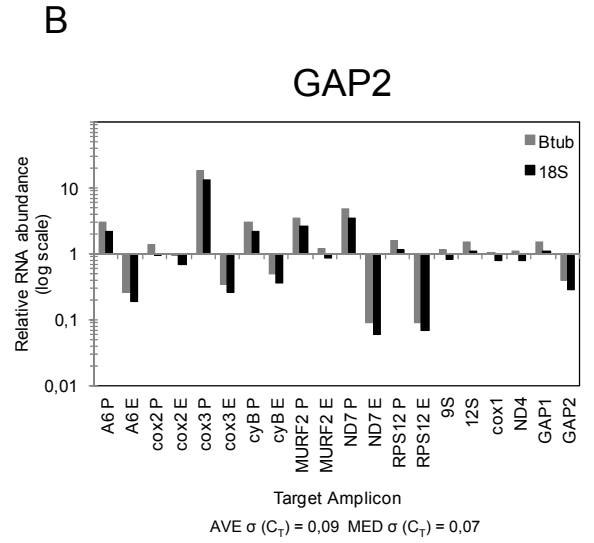 B
GAP2
Relative RNA abundance
(log scale)
10
1
0,1
0,01
Btub
18S
A6 P
A6 E
cox2 P
cox2 E
cox3 P
cox3 E
cyB P
cyB E
MURF2 P
MURF2 E
ND7 P
ND7 E
RPS12 P
RPS12 E
9S
12S
cox1
ND4
GAP1
GAP2
Target Amplicon
AVE σ (CT) = 0,09 MED σ (CT) = 0,07